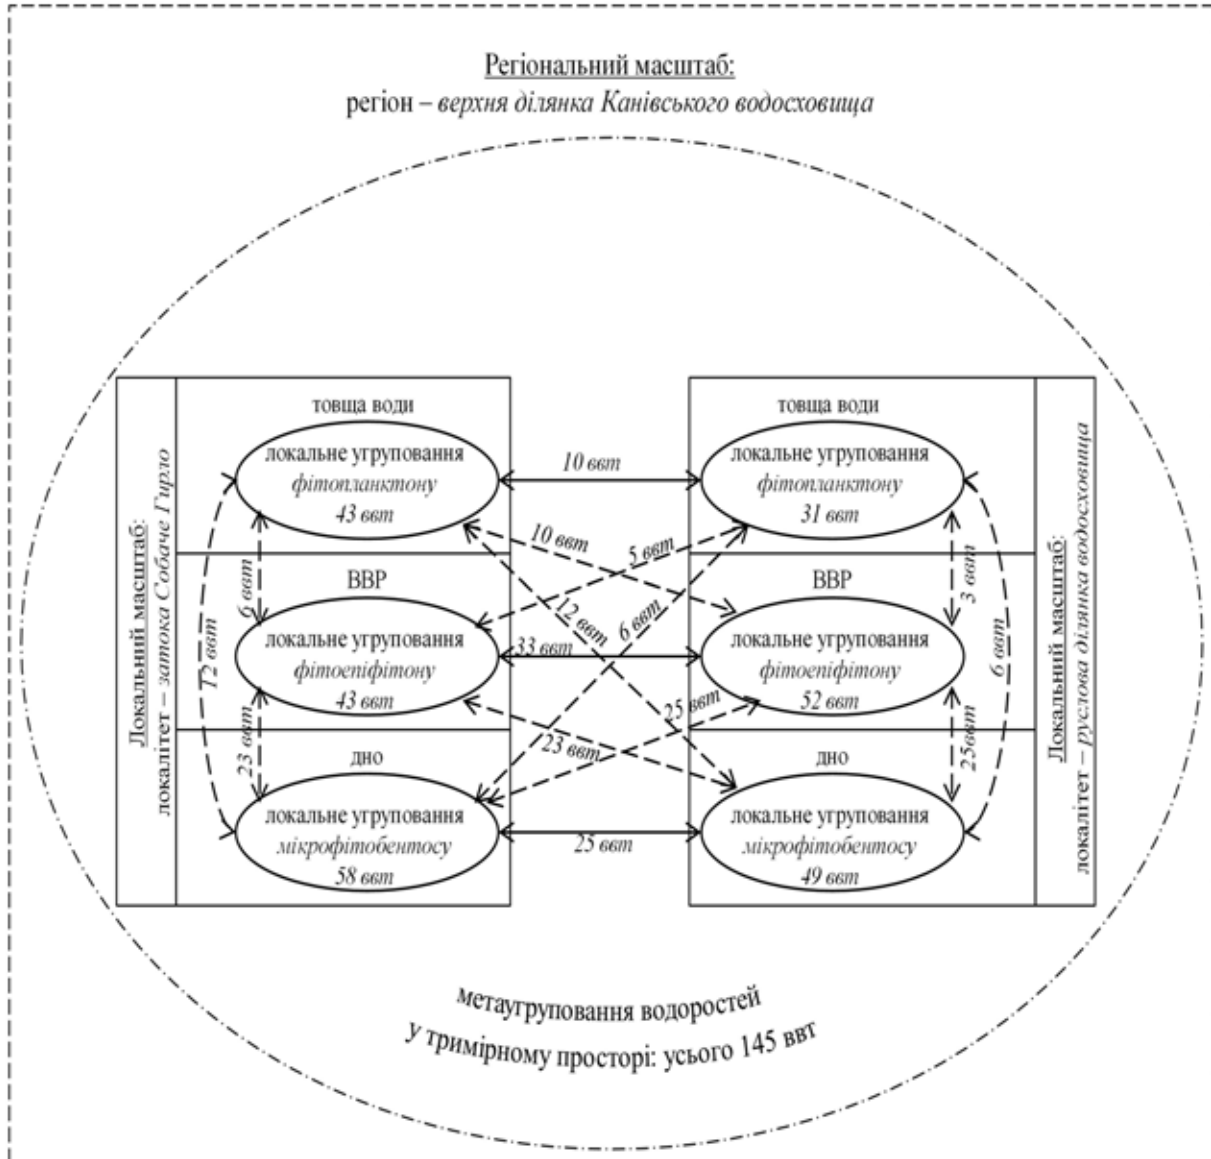 Регіональний масштаб:
регіон – верхня ділянка Канівського водосховища
Локальний масштаб:
локалітет – затока Собаче Гирло
товща води
локальне угруповання
фітопланктону
43 ввт
ВВР
локальне угруповання
фітоепіфітону
43 ввт
дно
локальне угруповання
мікрофітобентосу
58 ввт
12 ввт
6 ввт
23 ввт
10 ввт
10 ввт
5 ввт
12 ввт
6 ввт
33 ввт
25 ввт
23 ввт
25 ввт
товща води
локальне угруповання
фітопланктону
31 ввт
ВВР
локальне угруповання
фітоепіфітону
52 ввт
дно
локальне угруповання
мікрофітобентосу
49 ввт
3 ввт
25ввт
6 ввт
Локальний масштаб:
локалітет – руслова ділянка водосховища
метаугруповання водоростей
у тримірному просторі: усього 145 ввт